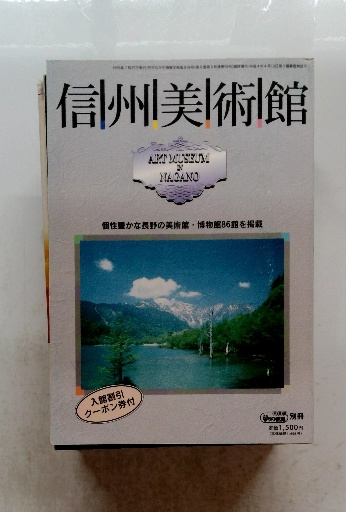 信州美術館
ART MUSEUM
IN
NAGANO
個性豊かな長野の美術館・博物館86館を掲載
入館割引
クーポン券付
別冊
定価1,500円